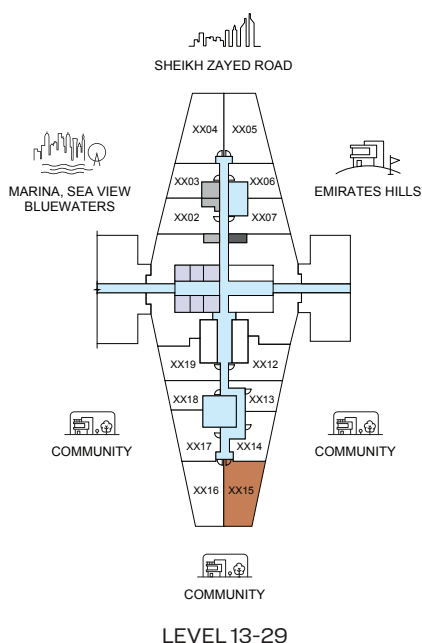 SHEIKH ZAYED ROAD
XX04 XX05
MARINA, SEA VIEW
BLUEWATERS
XX03 XX06
EMIRATES HILLS
XX02 XX07
XX19 XX12
XX18 XX13
COMMUNITY
XX17 XX14
COMMUNITY
XX16 XX15
COMMUNITY
LEVEL 13-29